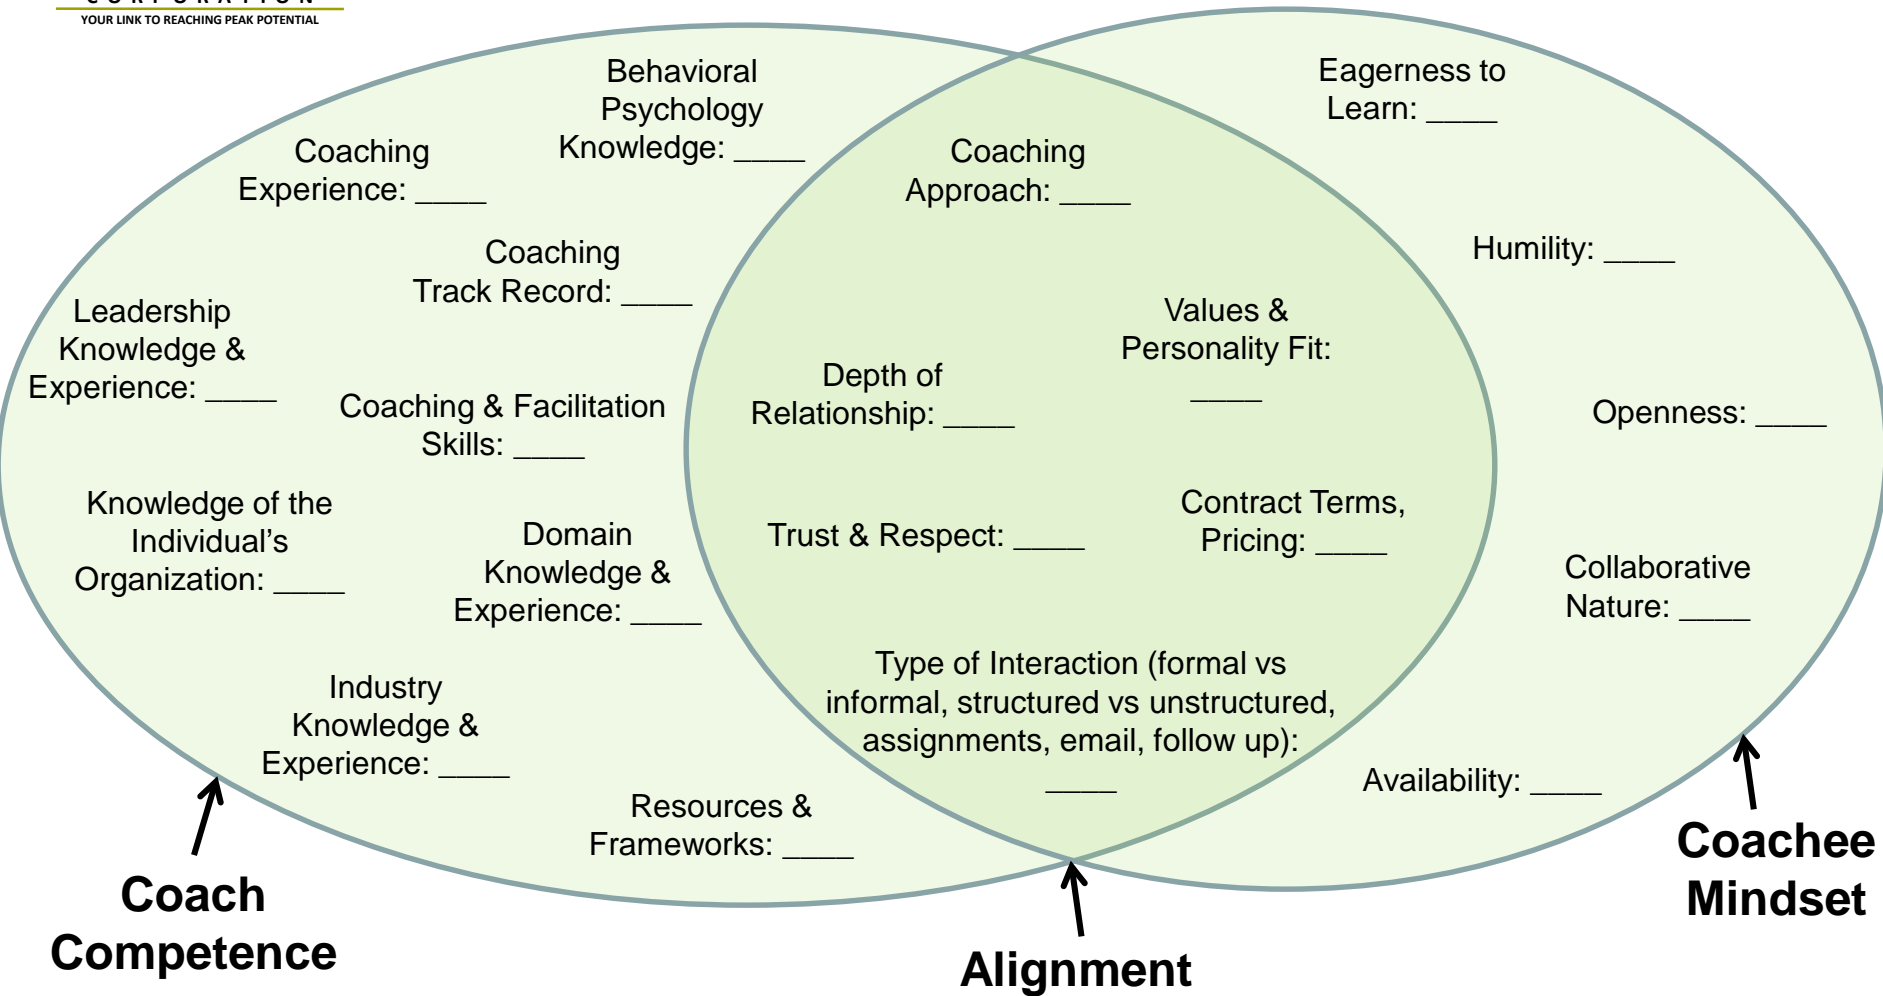 CORPORATION
YOUR LINK TO REACHING PEAK POTENTIAL
Behavioral
Psychology
Knowledge: ____
Coaching
Experience: ____
Coaching
Track Record: ____
Leadership
Knowledge &
Experience: ____
Coaching & Facilitation
Skills: ____
Knowledge of the
Individual’s
Organization: ____
Domain
Knowledge &
Experience: ____
Industry
Knowledge &
Experience: ____
Resources &
Frameworks: ____
Coaching
Approach: ____
Values &
Personality Fit:
____
Depth of
Relationship: ____
Trust & Respect: ____
Contract Terms,
Pricing: ____
Type of Interaction (formal vs
informal, structured vs unstructured,
assignments, email, follow up):
____
Eagerness to
Learn: ____
Humility: ____
Openness: ____
Collaborative
Nature: ____
Availability: ____
Coach
Competence
Alignment
Coachee
Mindset